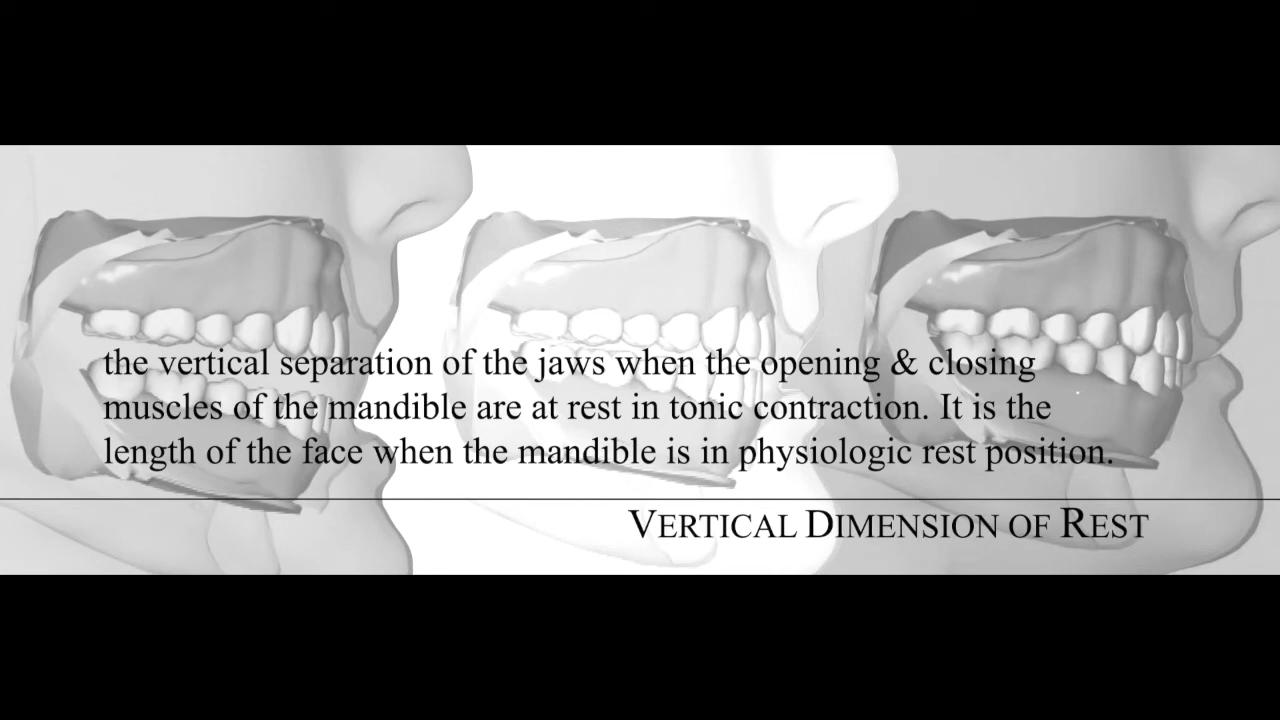 the vertical separation of the jaws when the opening & closing
muscles of the mandible are at rest in tonic contraction. It is the
length of the face when the mandible is in physiologic rest position.
VERTICAL DIMENSION OF REST